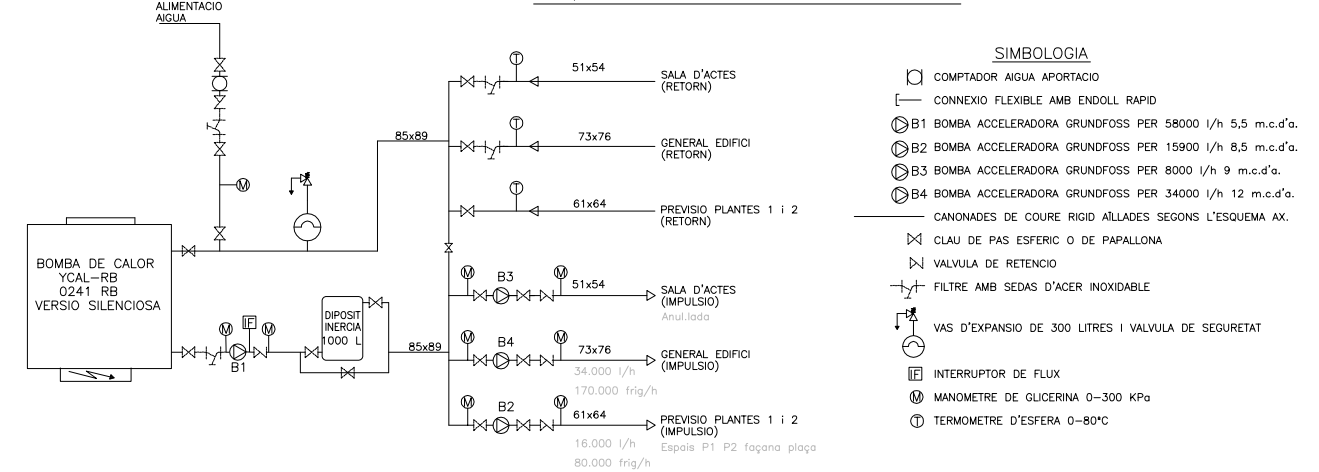 ALIMENTACIO
AIGUA
M
BOMBA DE CALOR
YCAL-RB
0241 RB
VERSIO SILENCIOSA
M
IF
M
B1
DIPOSIT
INERCIA
1000 L
85x89
85x89
T
51x54
SALA D'ACTES
(RETORN)
T
73x76
GENERAL EDIFICI
(RETORN)
T
61x64
PREVISIO PLANTES 1 i 2
(RETORN)
M
B3
M
51x54
SALA D'ACTES
(IMPULSIO)
Anul.lada
M
B4
M
73x76
GENERAL EDIFICI
(IMPULSIO)
34.000 l/h
170.000 frig/h
M
B2
M
61x64
PREVISIO PLANTES 1 i 2
(IMPULSIO)
Espais P1 P2 façana plaça
16.000 l/h
80.000 frig/h
SIMBOLOGIA
COMPTADOR AIGUA APORTACIO
CONNEXIO FLEXIBLE AMB ENDOLL RAPID
B1 BOMBA ACCELERADORA GRUNDFOSS PER 58000 l/h 5,5 m.c.d'a.
B2 BOMBA ACCELERADORA GRUNDFOSS PER 15900 l/h 8,5 m.c.d'a.
B3 BOMBA ACCELERADORA GRUNDFOSS PER 8000 l/h 9 m.c.d'a.
B4 BOMBA ACCELERADORA GRUNDFOSS PER 34000 l/h 12 m.c.d'a.
CANONADES DE COURE RIGID AÏLLADES SEGONS L'ESQUEMA AX.
CLAU DE PAS ESFERIC O DE PAPALLONA
VALVULA DE RETENCIO
FILTRE AMB SEDAS D'ACER INOXIDABLE
VAS D'EXPANSIO DE 300 LITRES I VALVULA DE SEGURETAT
IF INTERRUPTOR DE FLUX
M MANOMETRE DE GLICERINA 0-300 KPa
T TERMOMETRE D'ESFERA 0-80°C